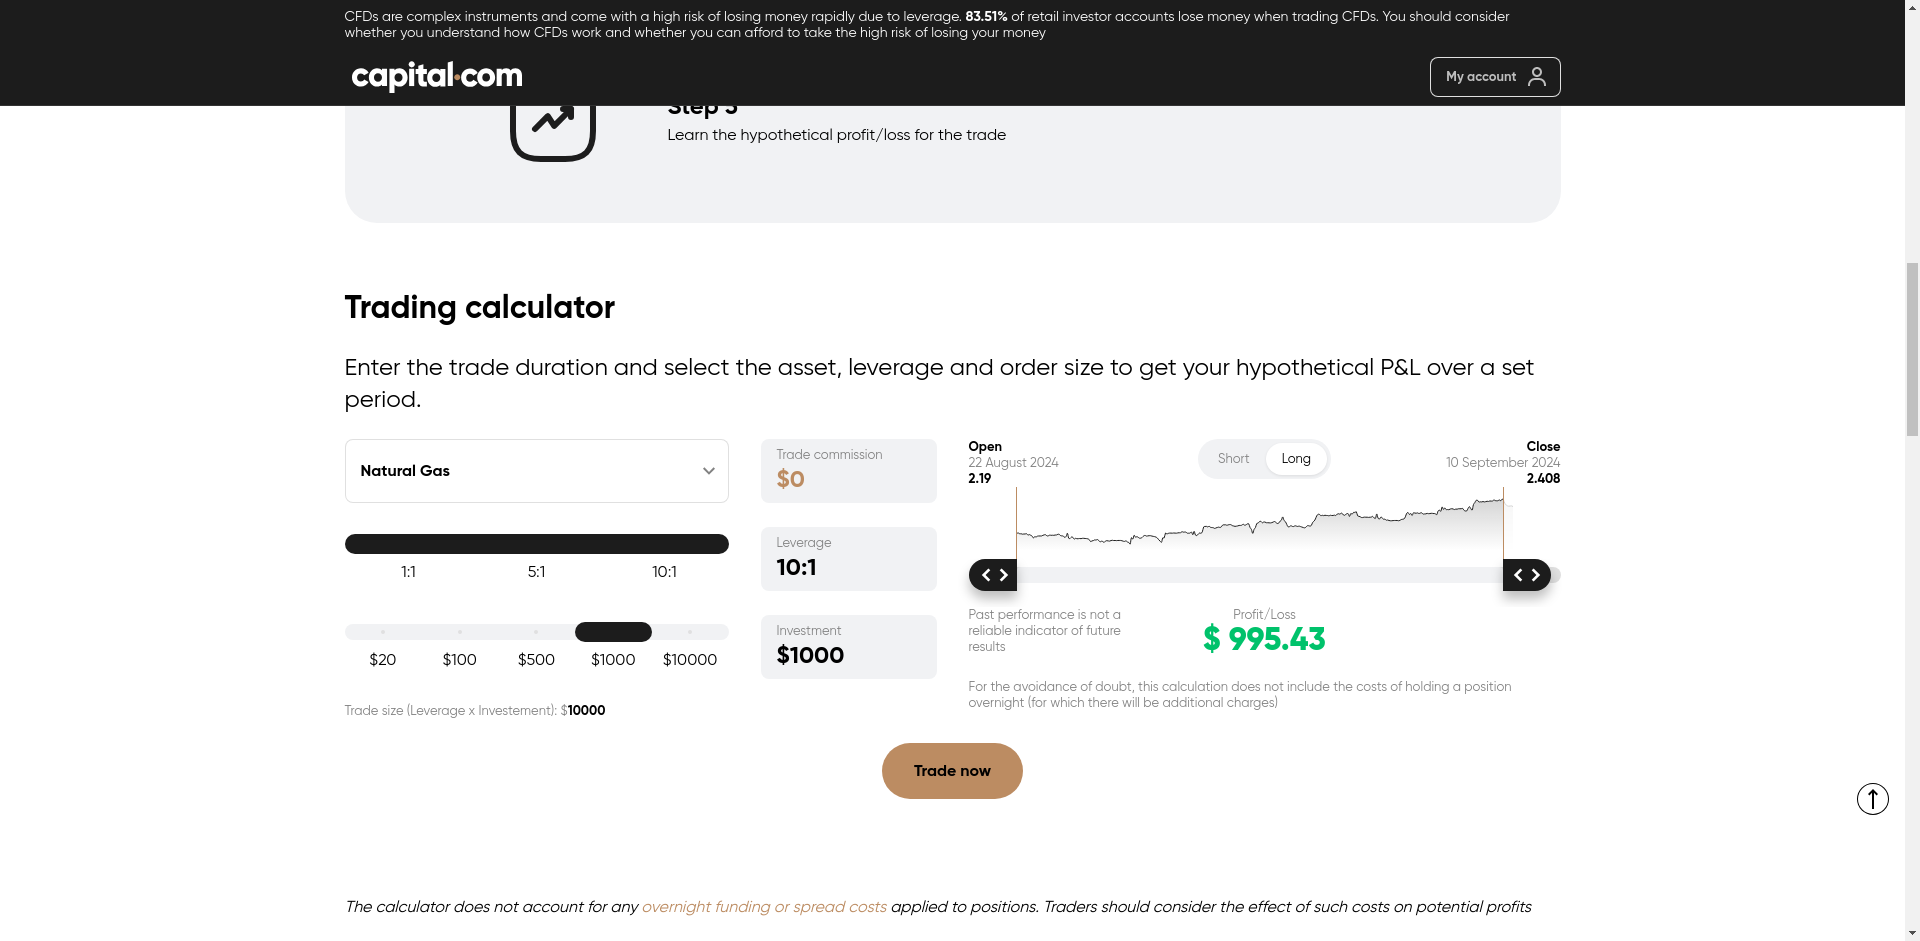 CFDs are complex instruments and come with a high risk of losing money rapidly due to leverage. 83.51% of retail investor accounts lose money when trading CFDs. You should consider
whether you understand how CFDs work and whether you can afford to take the high risk of losing your money
capital.com
My account
Step 3
Learn the hypothetical profit/loss for the trade
Trading calculator
Enter the trade duration and select the asset, leverage and order size to get your hypothetical P&L over a set
period.
Natural Gas
1:1 5:1 10:1
$20 $100 $500 $1000 $10000
Trade size (Leverage x Investement): $10000
Trade commission
$0
Leverage
10:1
Investment
$1000
Open
22 August 2024
2.19
Short Long
Close
10 September 2024
2.408
Past performance is not a
reliable indicator of future
results
Profit/Loss
$ 995.43
For the avoidance of doubt, this calculation does not include the costs of holding a position
overnight (for which there will be additional charges)
Trade now
The calculator does not account for any overnight funding or spread costs applied to positions. Traders should consider the effect of such costs on potential profits